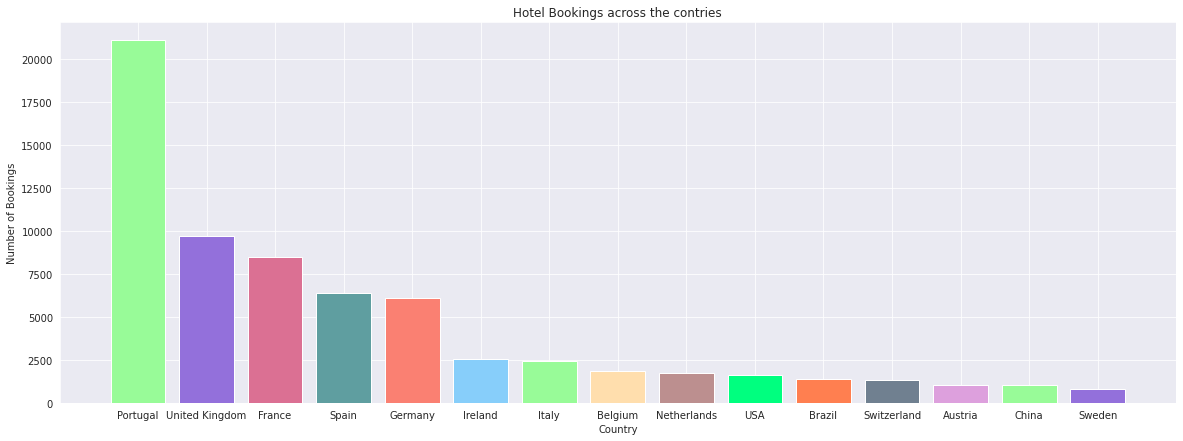 Hotel Bookings across the contries
20000
17500
15000
12500
10000
7500
5000
2500
0
Number of Bookings
Portugal United Kingdom France Spain Germany Ireland Italy Belgium Netherlands USA Brazil Switzerland Austria China Sweden
Country